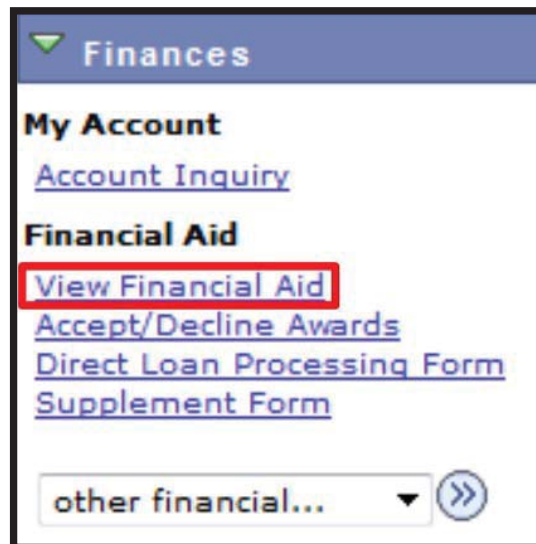 Finances
My Account
Account Inquiry
Financial Aid
View Financial Aid
Accept/Decline Awards
Direct Loan Processing Form
Supplement Form
other financial...